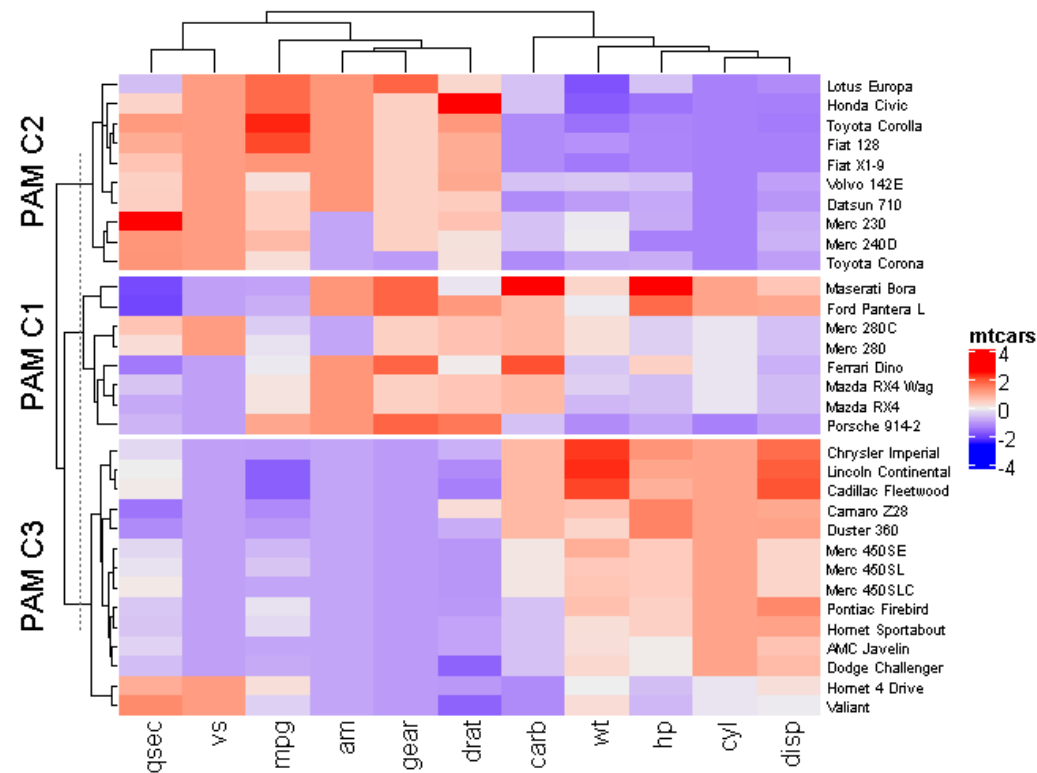 PAM C2
Lotus Europa
Honda Civic
Toyota Corolla
Fiat 128
Fiat X1-9
Volvo 142E
Datsun 710
Merc 230
Merc 240D
Toyota Corona
PAM C1
Maserati Bora
Ford Pantera L
Merc 280C
Merc 280
Ferrari Dino
Mazda RX4 Wag
Mazda RX4
Porsche 914-2
PAM C3
Chrysler Imperial
Lincoln Continental
Cadillac Fleetwood
Camaro Z28
Duster 360
Merc 450SE
Merc 450SL
Merc 450SLC
Pontiac Firebird
Hornet Sportabout
AMC Javelin
Dodge Challenger
Hornet 4 Drive
Valiant
qsec vs mpg am gear drat carb wt hp cyl disp
mtcars
4
2
0
-2
-4